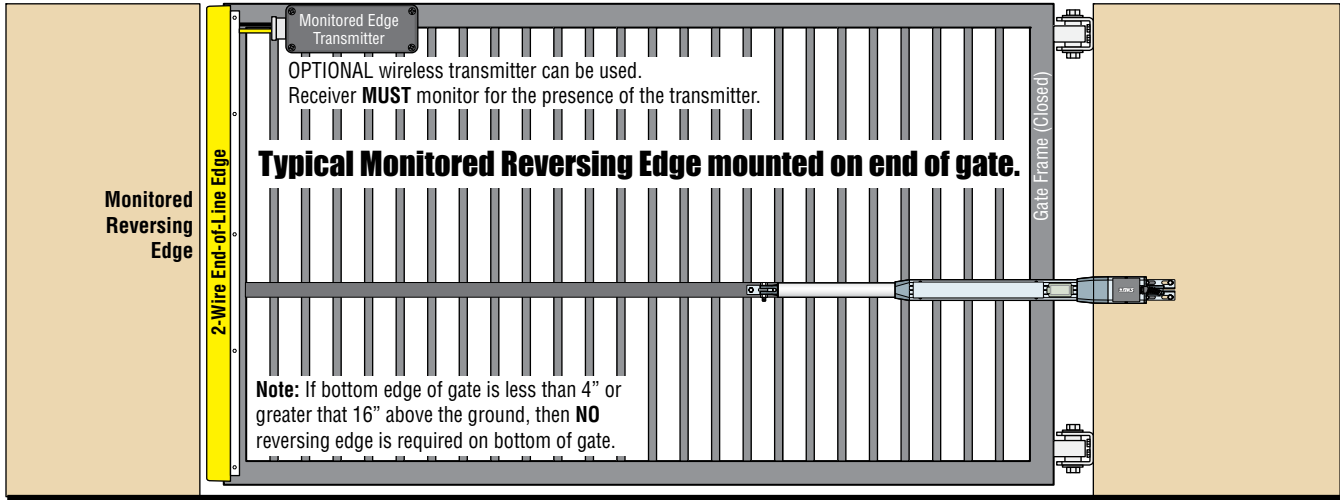 Monitored Edge
Transmitter
OPTIONAL wireless transmitter can be used.
Receiver MUST monitor for the presence of the transmitter.
Typical Monitored Reversing Edge mounted on end of gate.
Monitored
Reversing
Edge
2-Wire End-of-Line Edge
Gate Frame (Closed)
Note: If bottom edge of gate is less than 4” or
greater that 16” above the ground, then NO
reversing edge is required on bottom of gate.